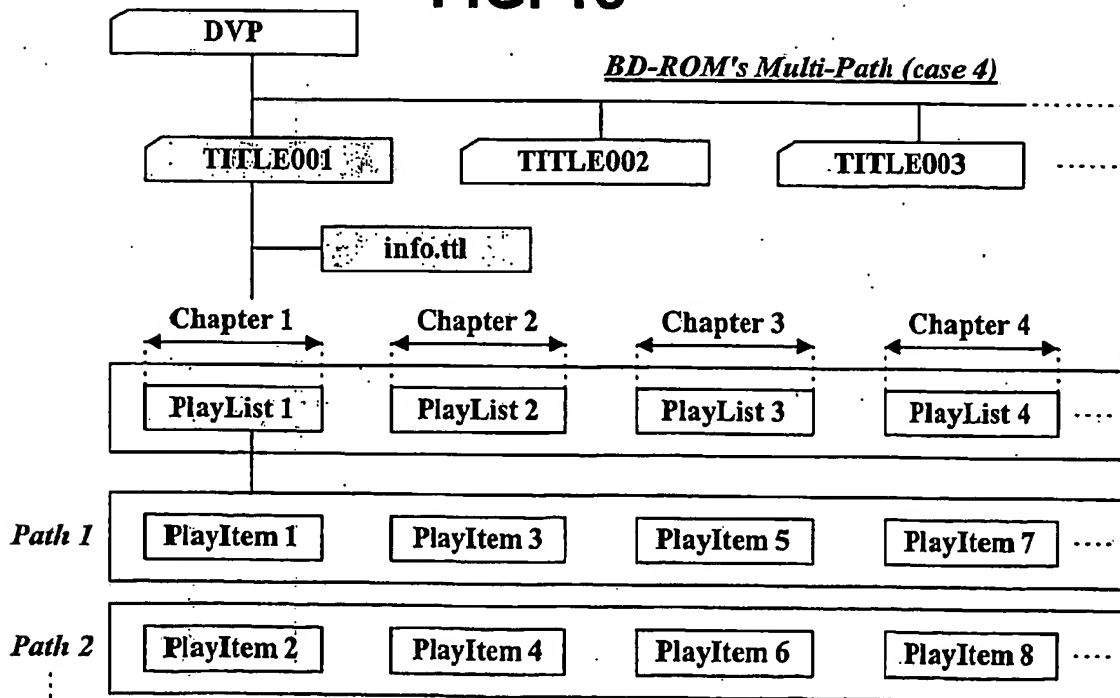 DVP
BD-ROM's Multi-Path (case 4)
TITLE001 TITLE002 TITLE003
info.ttl
Chapter 1 Chapter 2 Chapter 3 Chapter 4
PlayList 1 PlayList 2 PlayList 3 PlayList 4
Path 1 PlayItem 1 PlayItem 3 PlayItem 5 PlayItem 7
Path 2 PlayItem 2 PlayItem 4 PlayItem 6 PlayItem 8